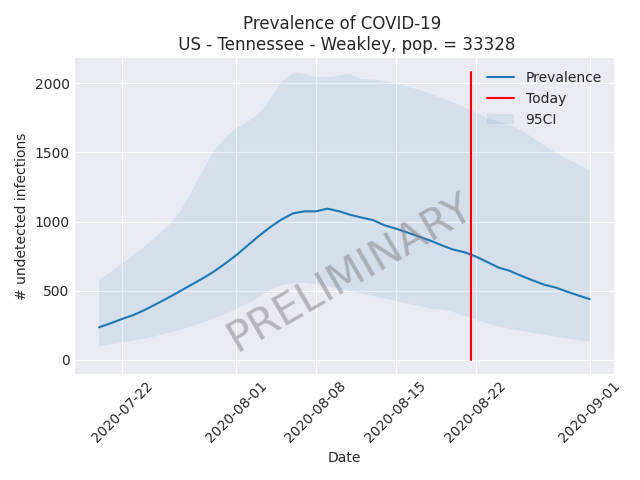 Prevalence of COVID-19
US - Tennessee - Weakley, pop. = 33328
Prevalence
Today
95CI
PRELIMINARY
# undetected infections
2000
1500
1000
500
0
2020-07-22
2020-08-01
2020-08-08
2020-08-15
2020-08-22
2020-09-01
Date